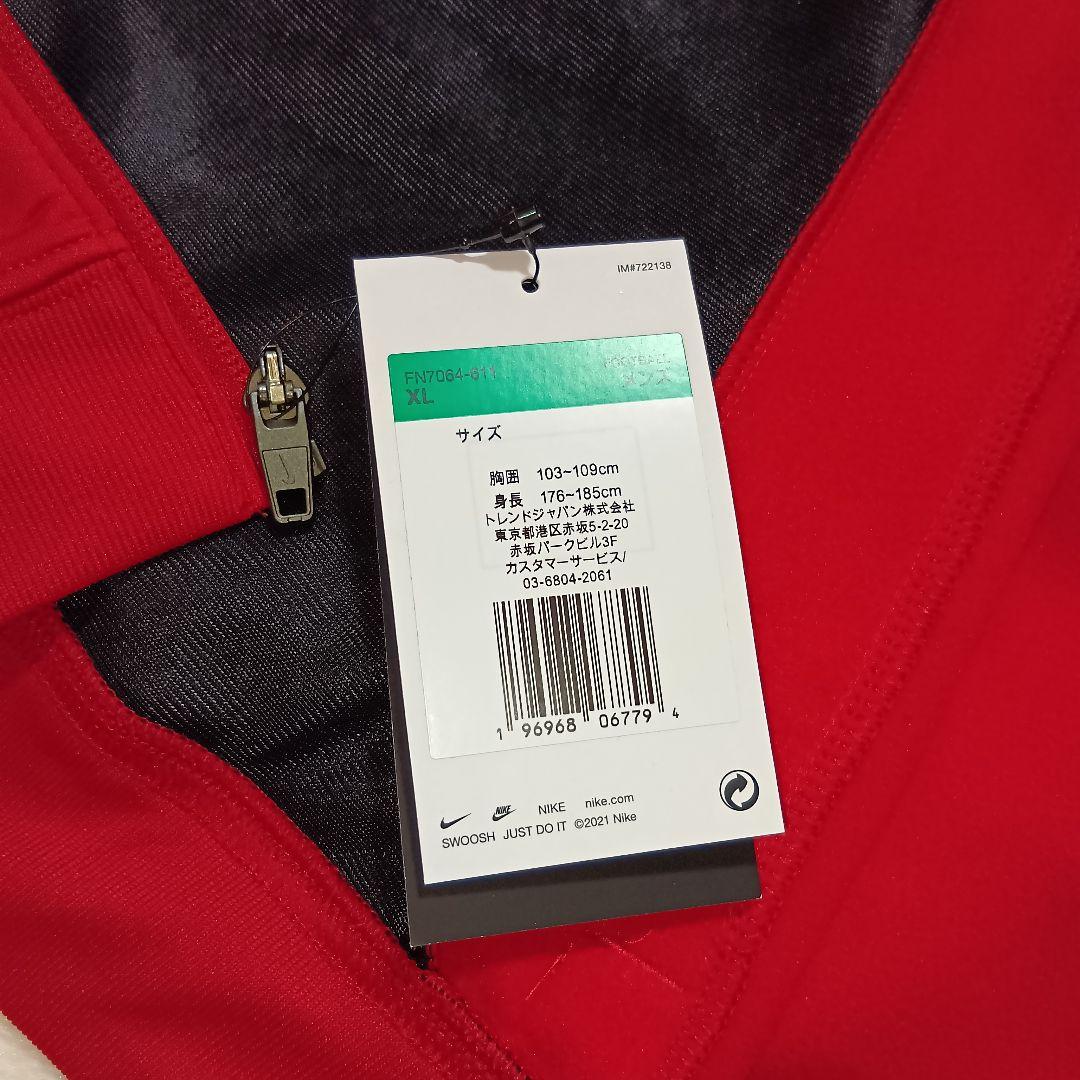 IM#722138
FN7064-611 FOOTBALL
XL メンズ
サイズ
胸囲 103~109cm
身長 176~185cm
トレンドジャパン株式会社
東京都港区赤坂5-2-20
赤坂パークビル3F
カスタマーサービス/
03-6804-2061
1 96968 06779 4
NIKE NIKE nike.com
SWOOSH JUST DO IT ©2021 Nike